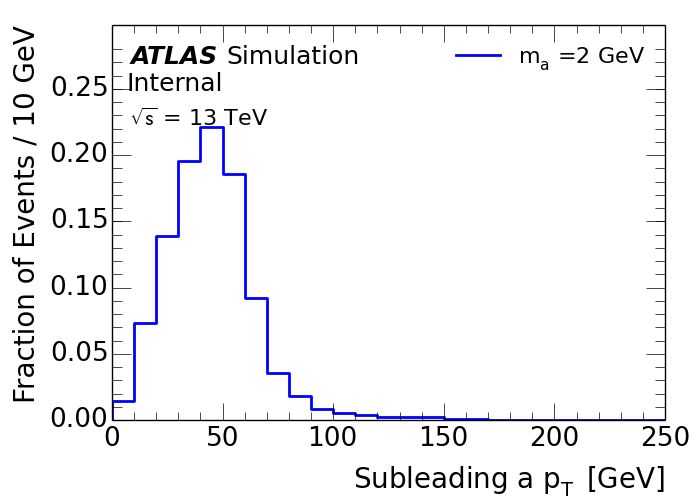 ATLAS Simulation
Internal
√s = 13 TeV
mₐ =2 GeV
Fraction of Events / 10 GeV
0.25
0.20
0.15
0.10
0.05
0.00
0 50 100 150 200 250
Subleading a p_T [GeV]